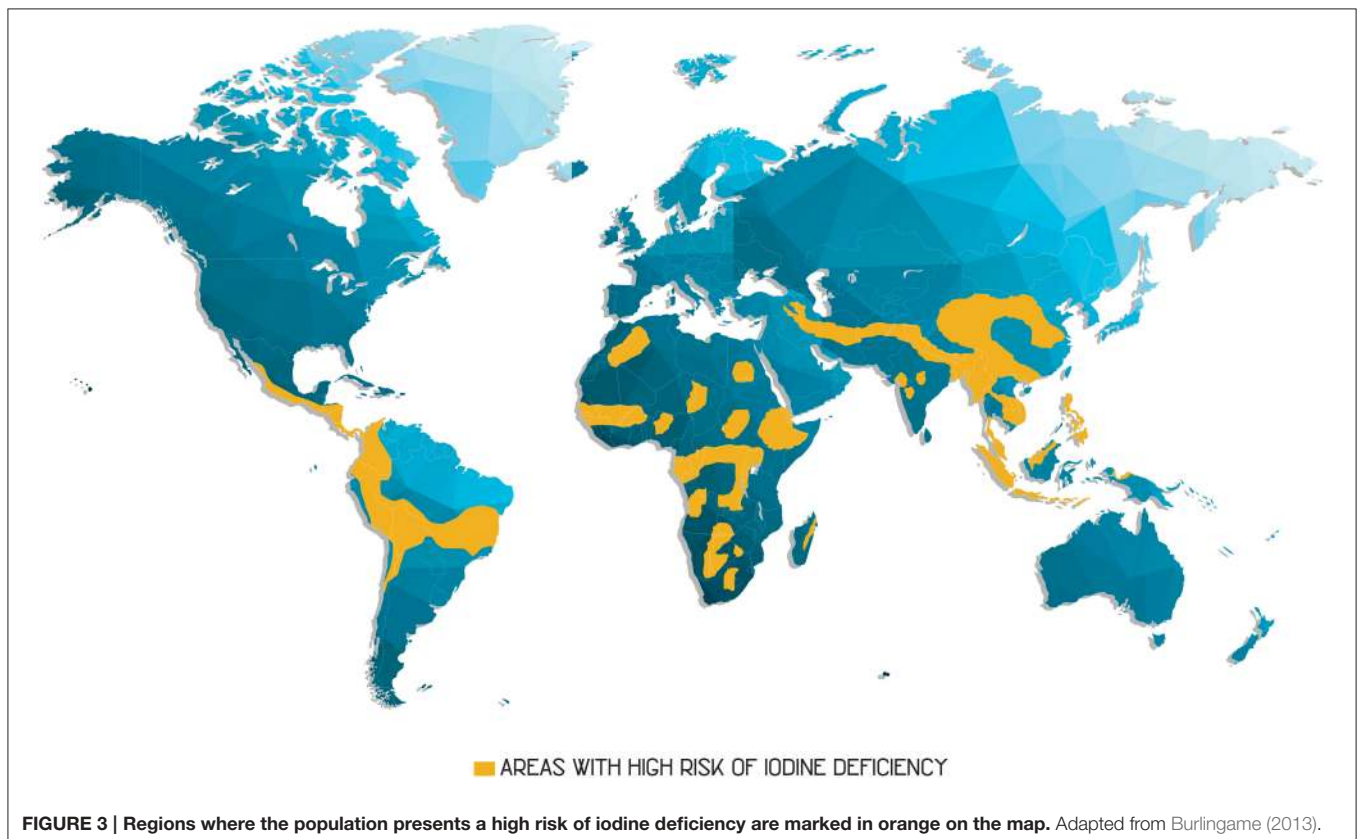 AREAS WITH HIGH RISK OF IODINE DEFICIENCY
FIGURE 3 | Regions where the population presents a high risk of iodine deficiency are marked in orange on the map. Adapted from Burlingame (2013).